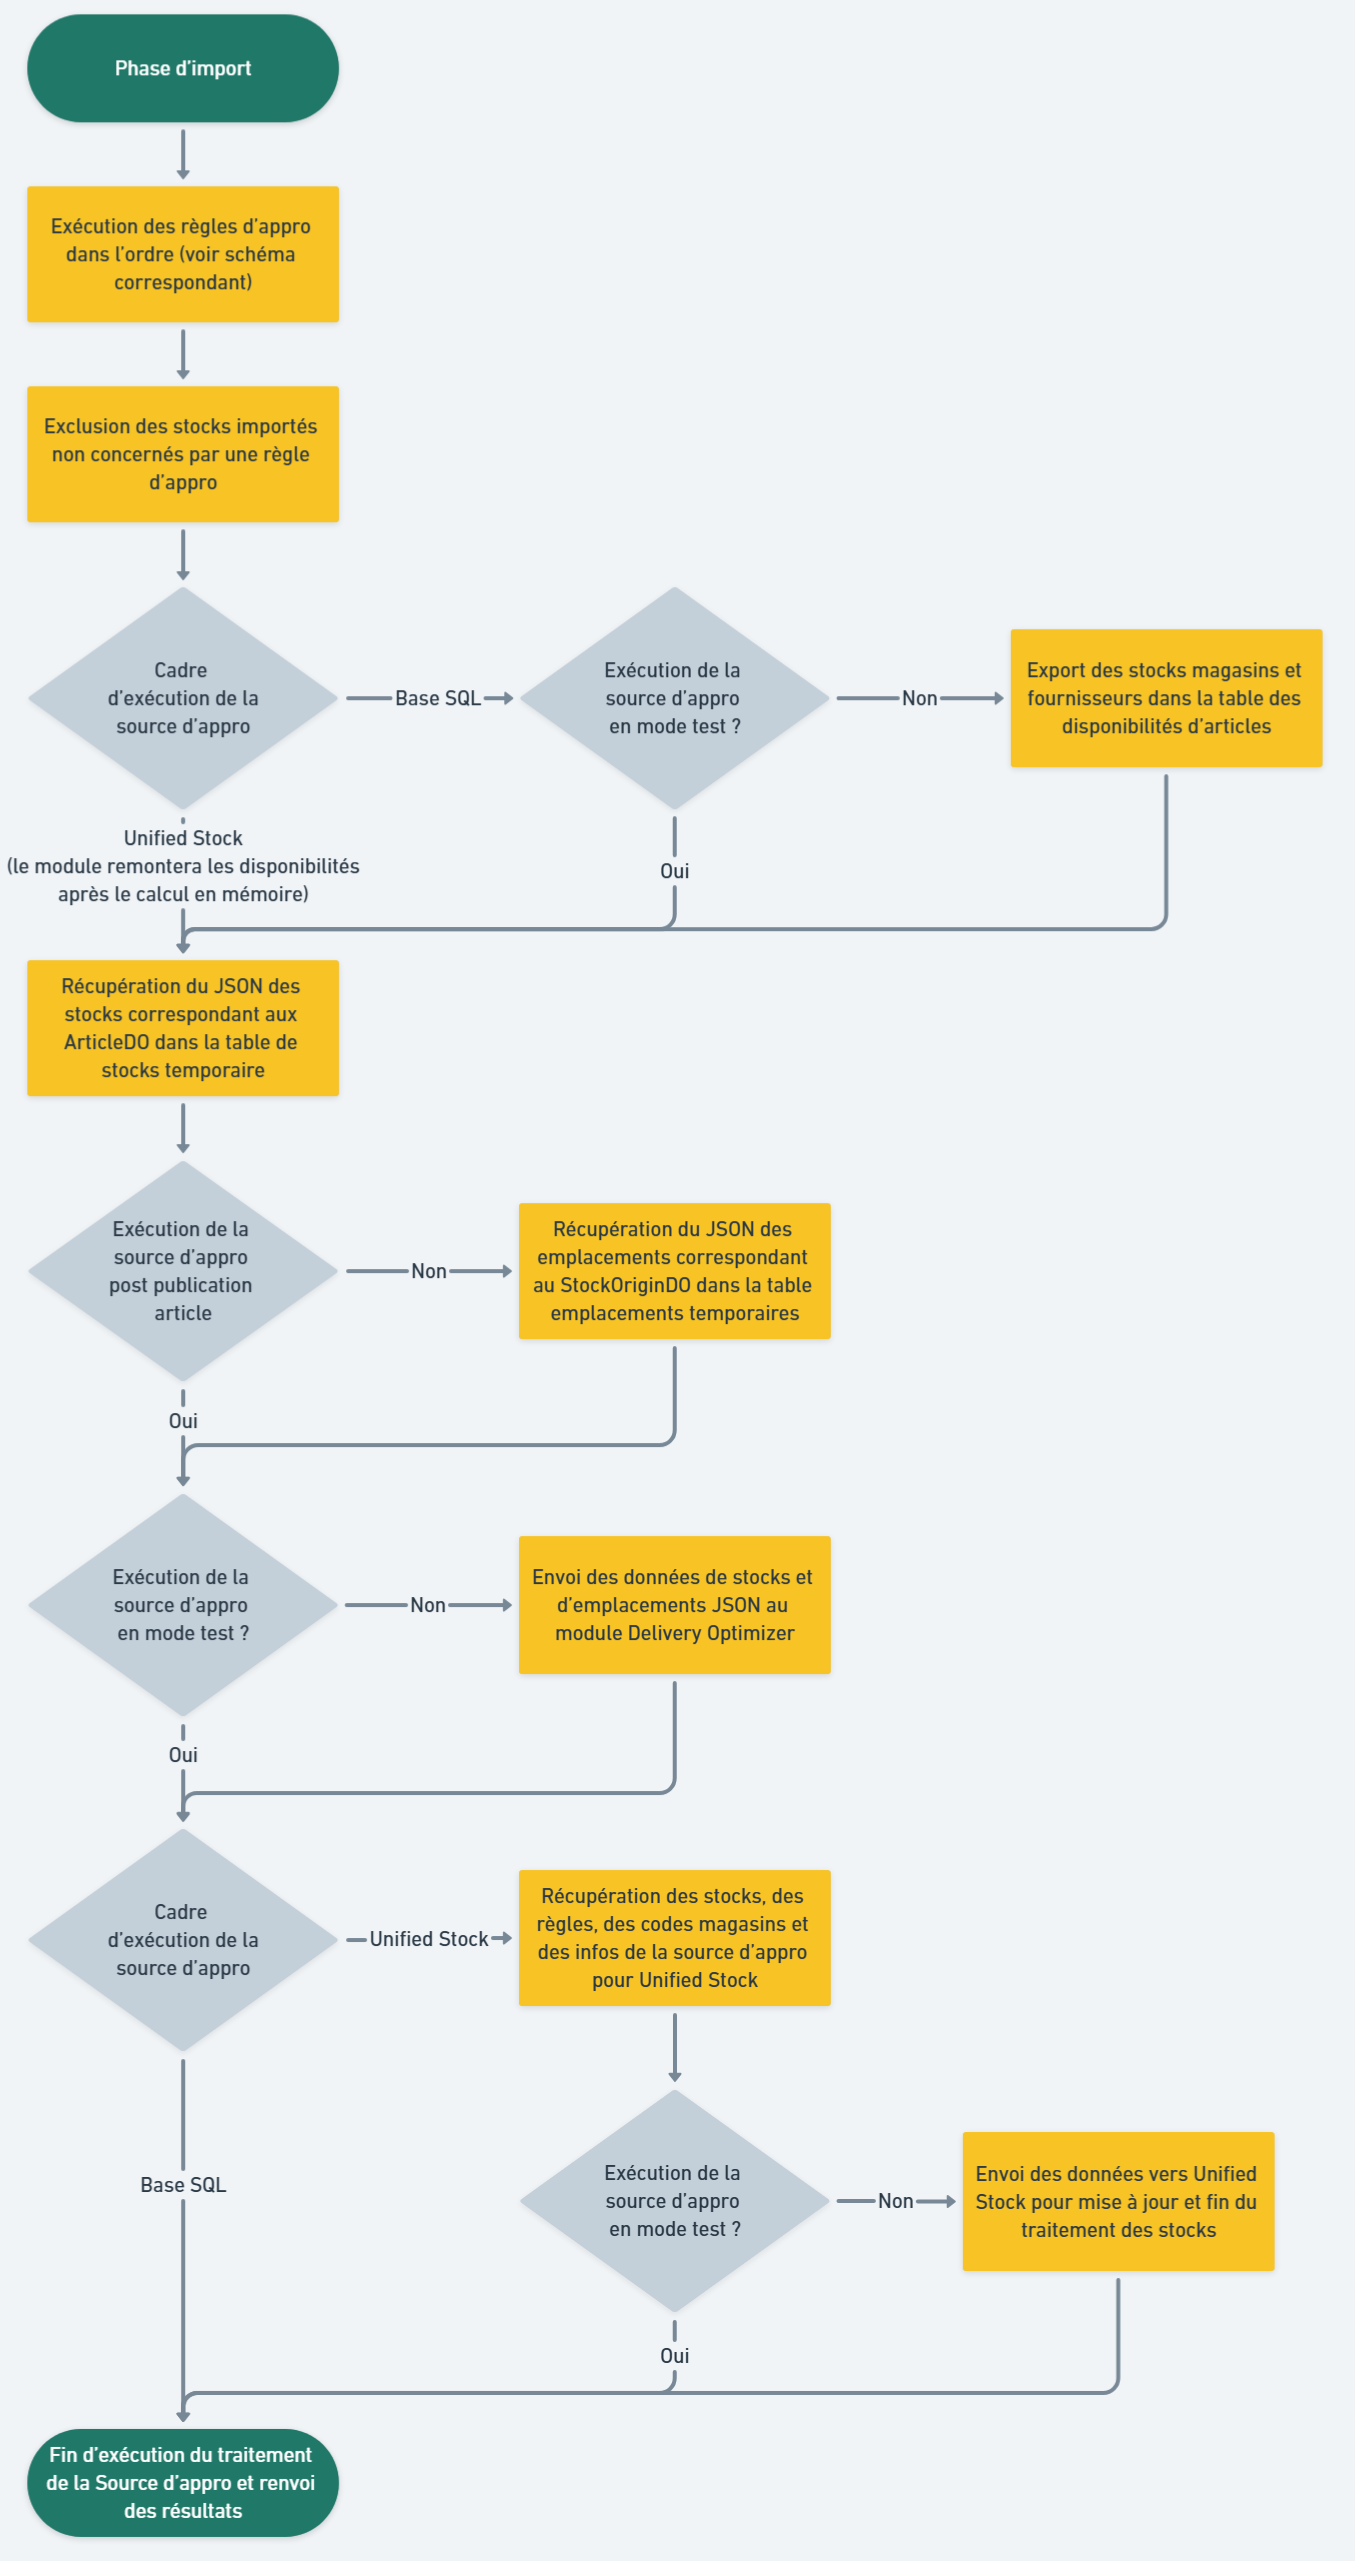 Phase d’import
Exécution des règles d’appro
dans l’ordre (voir schéma
correspondant)
Exclusion des stocks importés
non concernés par une règle
d’appro
Cadre
d’exécution de la
source d’appro
Base SQL
Exécution de la
source d’appro
en mode test ?
Non
Export des stocks magasins et
fournisseurs dans la table des
disponibilités d’articles
Unified Stock
(le module remontera les disponibilités
après le calcul en mémoire)
Oui
Récupération du JSON des
stocks correspondant aux
ArticleDO dans la table de
stocks temporaire
Exécution de la
source d’appro
post publication
article
Non
Récupération du JSON des
emplacements correspondant
au StockOriginDO dans la table
emplacements temporaires
Oui
Exécution de la
source d’appro
en mode test ?
Non
Envoi des données de stocks et
d’emplacements JSON au
module Delivery Optimizer
Oui
Cadre
d’exécution de la
source d’appro
Unified Stock
Récupération des stocks, des
règles, des codes magasins et
des infos de la source d’appro
pour Unified Stock
Base SQL
Exécution de la
source d’appro
en mode test ?
Non
Envoi des données vers Unified
Stock pour mise à jour et fin du
traitement des stocks
Oui
Fin d’exécution du traitement
de la Source d’appro et renvoi
des résultats